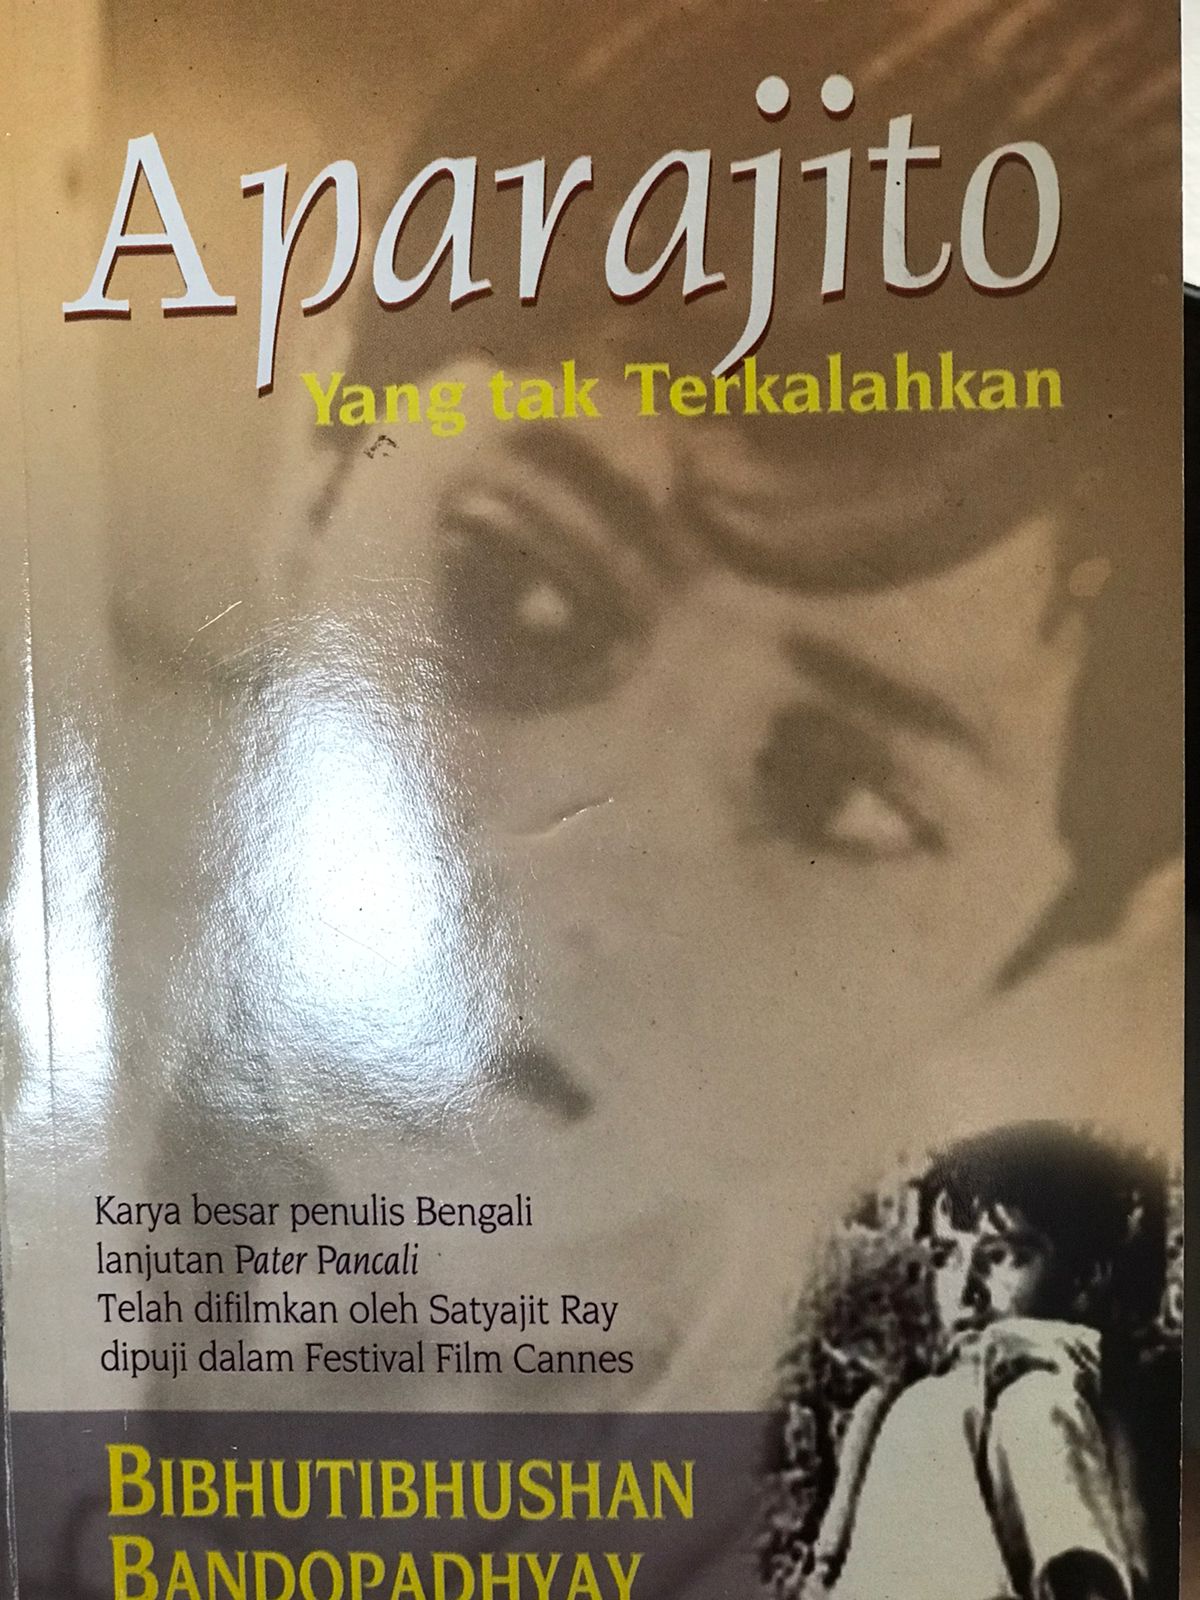 Aparajito
Yang tak Terkalahkan
Karya besar penulis Bengali
lanjutan Pater Pancali
Telah difilmkan oleh Satyajit Ray
dipuji dalam Festival Film Cannes
BIBHUTIBHUSHAN
BANDOPADHYAY